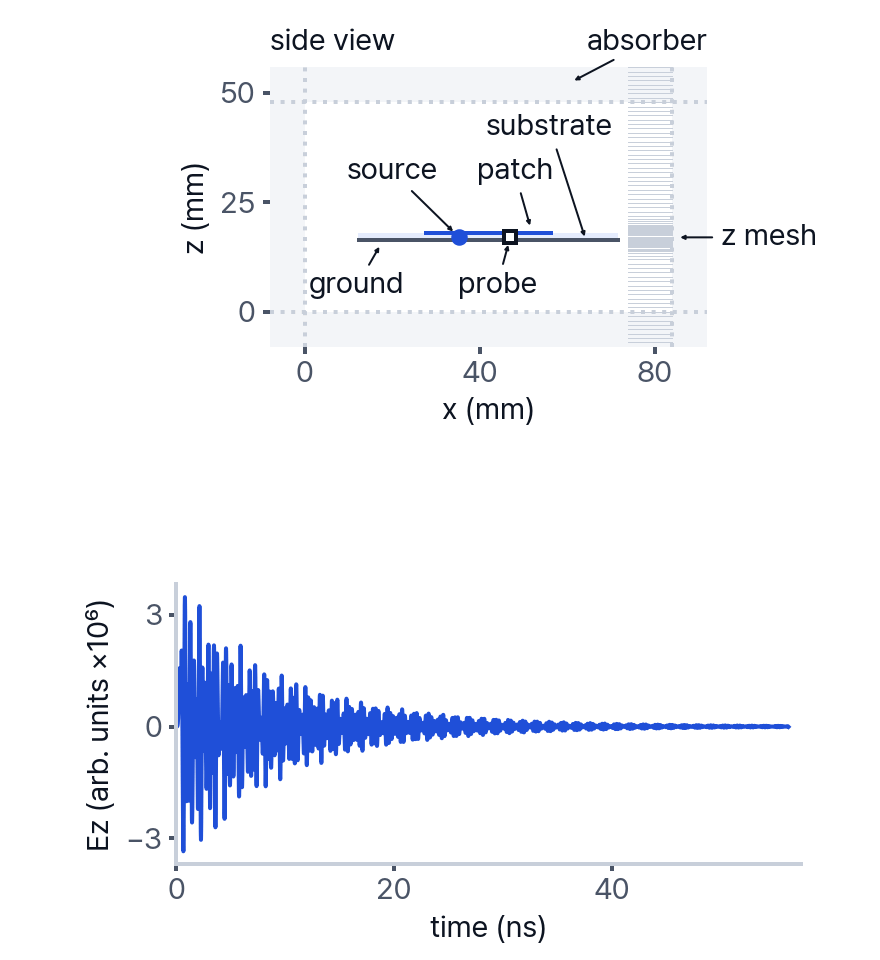 side view
absorber
50
substrate
source
patch
25
z (mm)
z mesh
ground
probe
0
0
40
80
x (mm)
3
0
−3
Ez (arb. units ×10⁶)
0
20
40
time (ns)